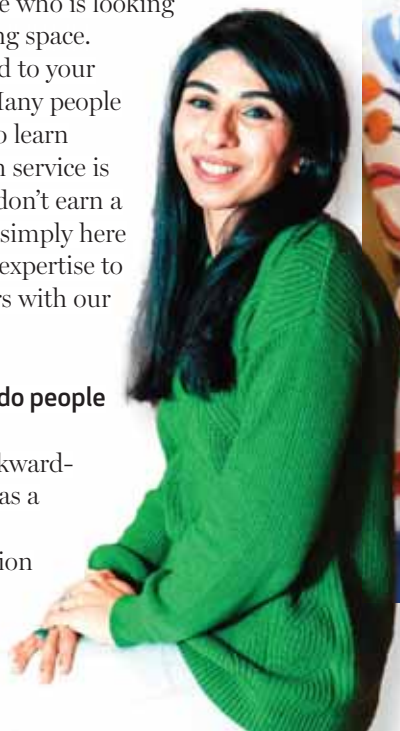 e who is looking
ng space.
d to your
Many people
o learn
n service is
don’t earn a
simply here
expertise to
rs with our
do people
kward-
as a
ion